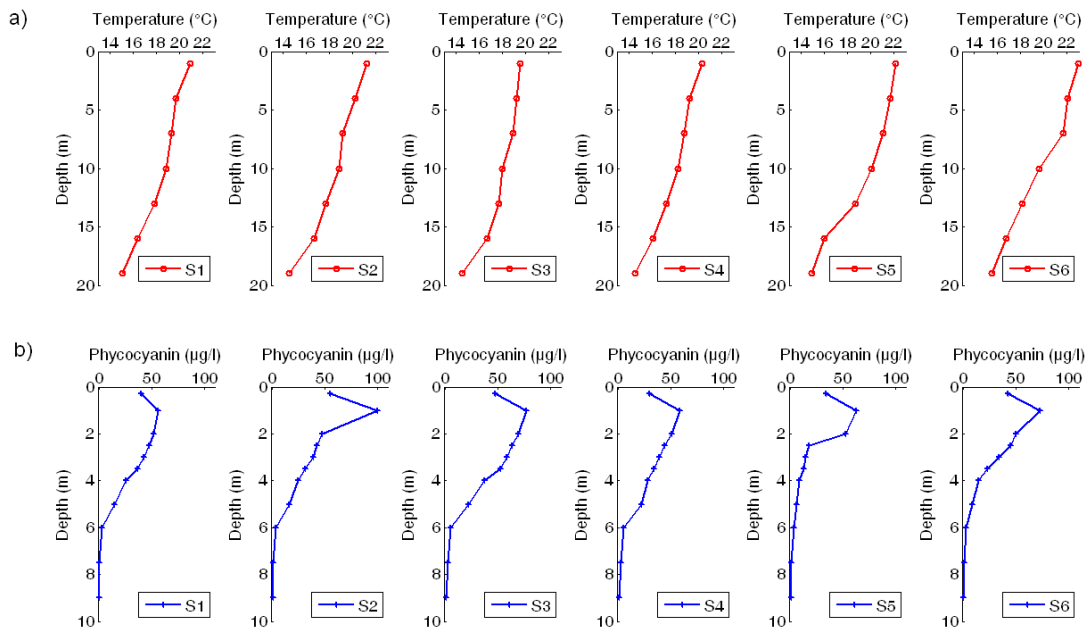 a)
Temperature (°C) Temperature (°C) Temperature (°C) Temperature (°C) Temperature (°C) Temperature (°C)
14 16 18 20 22 14 16 18 20 22 14 16 18 20 22 14 16 18 20 22 14 16 18 20 22 14 16 18 20 22
0 0 0 0 0 0
5 5 5 5 5 5
10 10 10 10 10 10
15 15 15 15 15 15
20 20 20 20 20 20
Depth (m) Depth (m) Depth (m) Depth (m) Depth (m) Depth (m)
S1 S2 S3 S4 S5 S6
b)
Phycocyanin (µg/l) Phycocyanin (µg/l) Phycocyanin (µg/l) Phycocyanin (µg/l) Phycocyanin (µg/l) Phycocyanin (µg/l)
0 50 100 0 50 100 0 50 100 0 50 100 0 50 100 0 50 100
0 0 0 0 0 0
2 2 2 2 2 2
4 4 4 4 4 4
6 6 6 6 6 6
8 8 8 8 8 8
10 10 10 10 10 10
Depth (m) Depth (m) Depth (m) Depth (m) Depth (m) Depth (m)
S1 S2 S3 S4 S5 S6